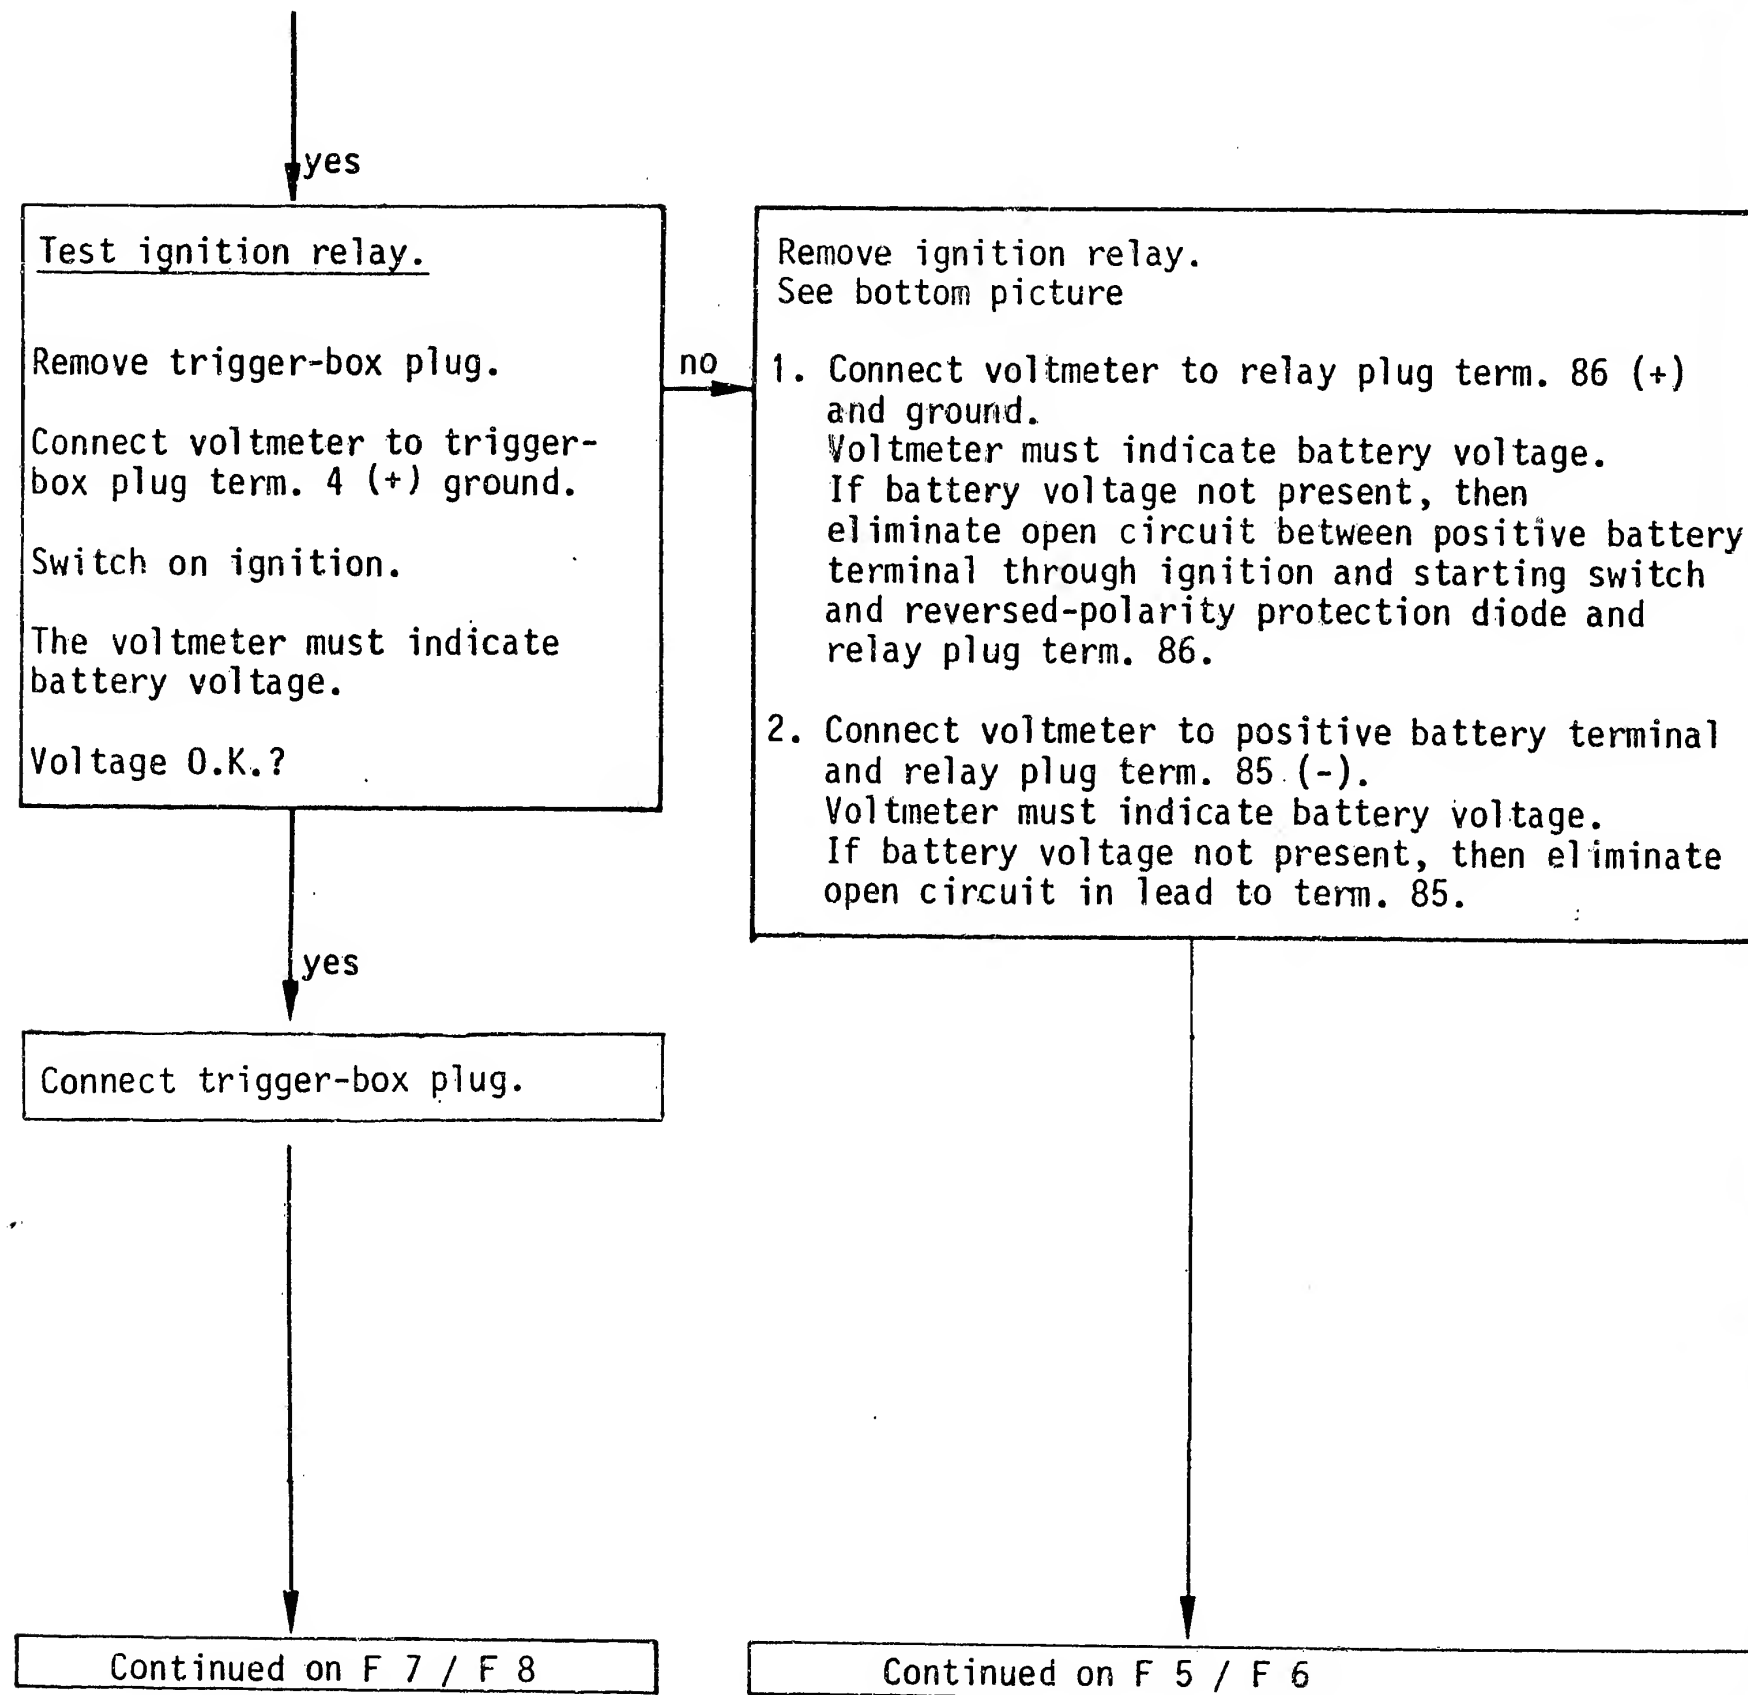 yes
Test ignition relay.
Remove trigger-box plug.
Connect voltmeter to trigger-
box plug term. 4 (+) ground.
Switch on ignition.
The voltmeter must indicate
battery voltage.
Voltage O.K.?
no
Remove ignition relay.
See bottom picture
1. Connect voltmeter to relay plug term. 86 (+)
and ground.
Voltmeter must indicate battery voltage.
If battery voltage not present, then
eliminate open circuit between positive battery
terminal through ignition and starting switch
and reversed-polarity protection diode and
relay plug term. 86.
2. Connect voltmeter to positive battery terminal
and relay plug term. 85 (-).
Voltmeter must indicate battery voltage.
If battery voltage not present, then eliminate
open circuit in lead to term. 85.
yes
Connect trigger-box plug.
Continued on F 7 / F 8
Continued on F 5 / F 6